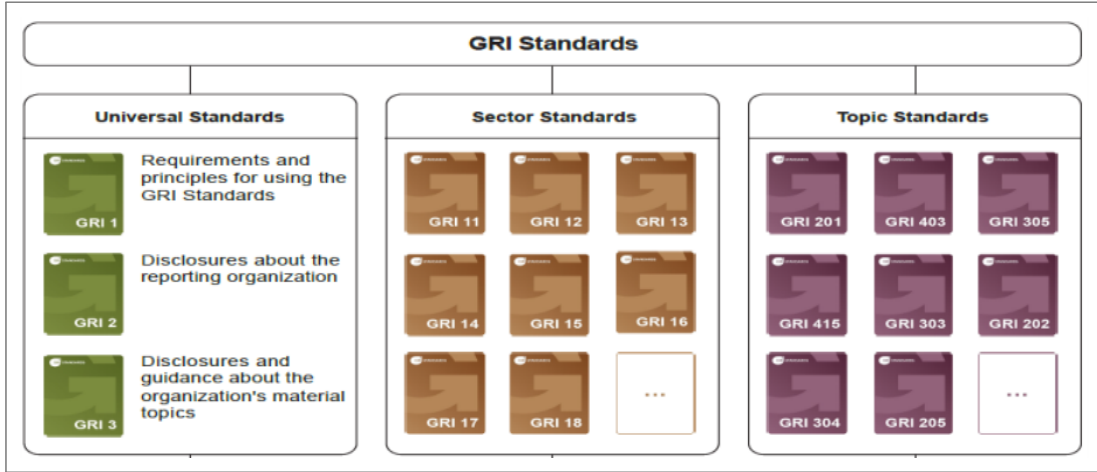 GRI Standards
Universal Standards
Requirements and
principles for using the
GRI Standards
GRI 1
Disclosures about the
reporting organization
GRI 2
Disclosures and
guidance about the
organization's material
topics
GRI 3
Sector Standards
GRI 11
GRI 12
GRI 13
GRI 14
GRI 15
GRI 16
GRI 17
GRI 18
...
Topic Standards
GRI 201
GRI 403
GRI 305
GRI 415
GRI 303
GRI 202
GRI 304
GRI 205
...